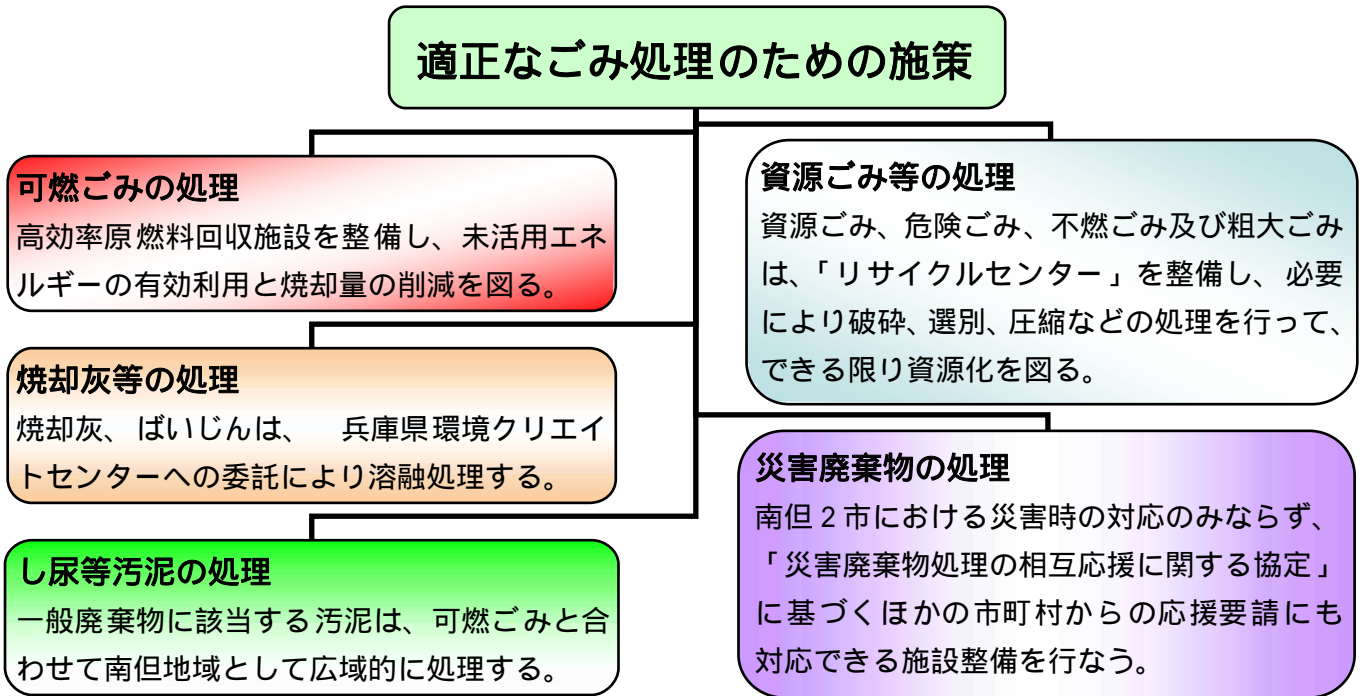 適正なごみ処理のための施策
可燃ごみの処理
高効率原燃料回収施設を整備し、未活用エネ
ルギーの有効利用と焼却量の削減を図る。
焼却灰等の処理
焼却灰、ばいじんは、　兵庫県環境クリエイ
トセンターへの委託により溶融処理する。
し尿等汚泥の処理
一般廃棄物に該当する汚泥は、可燃ごみと合
わせて南但地域として広域的に処理する。
資源ごみ等の処理
資源ごみ、危険ごみ、不燃ごみ及び粗大ごみ
は、「リサイクルセンター」を整備し、必要
により破砕、選別、圧縮などの処理を行って、
できる限り資源化を図る。
災害廃棄物の処理
南但２市における災害時の対応のみならず、
「災害廃棄物処理の相互応援に関する協定」
に基づくほかの市町村からの応援要請にも
対応できる施設整備を行なう。